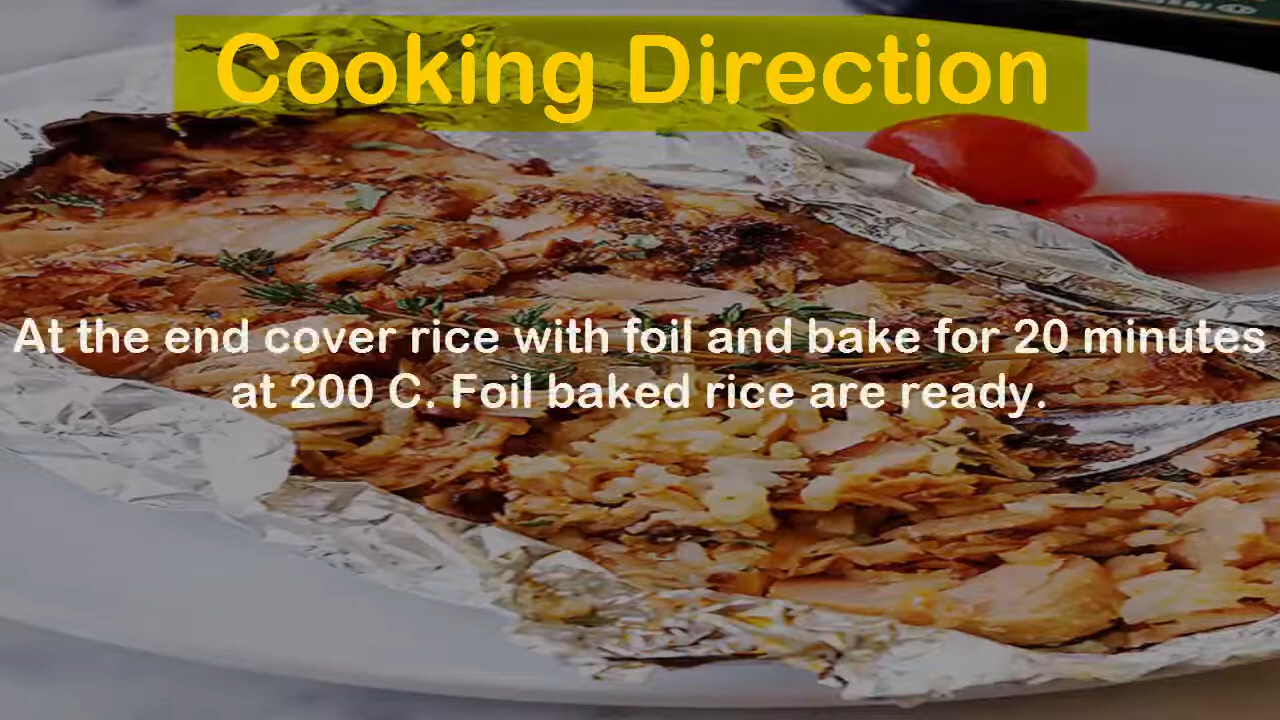 Cooking Direction
At the end cover rice with foil and bake for 20 minutes
at 200 C. Foil baked rice are ready.